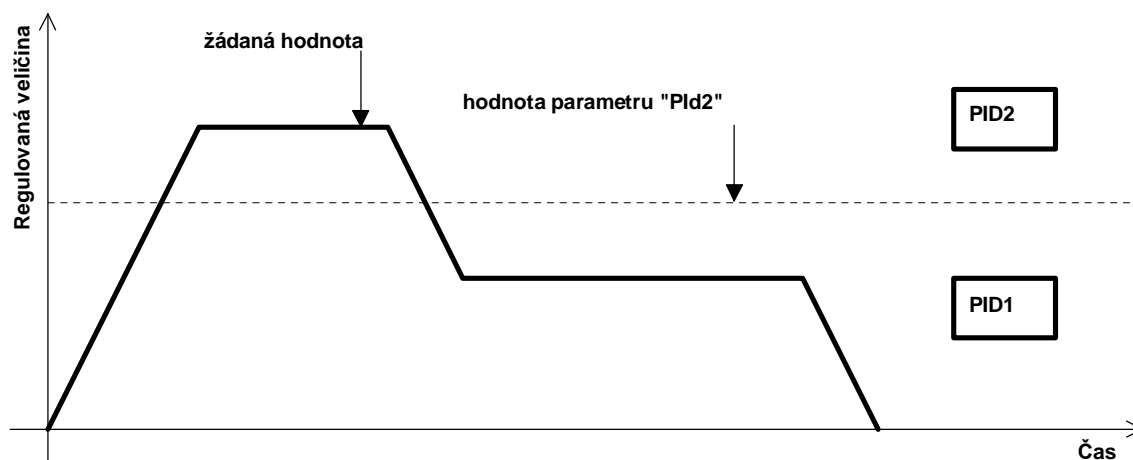 Regulovaná veličina
žádaná hodnota
hodnota parametru "PId2"
PID2
PID1
Čas